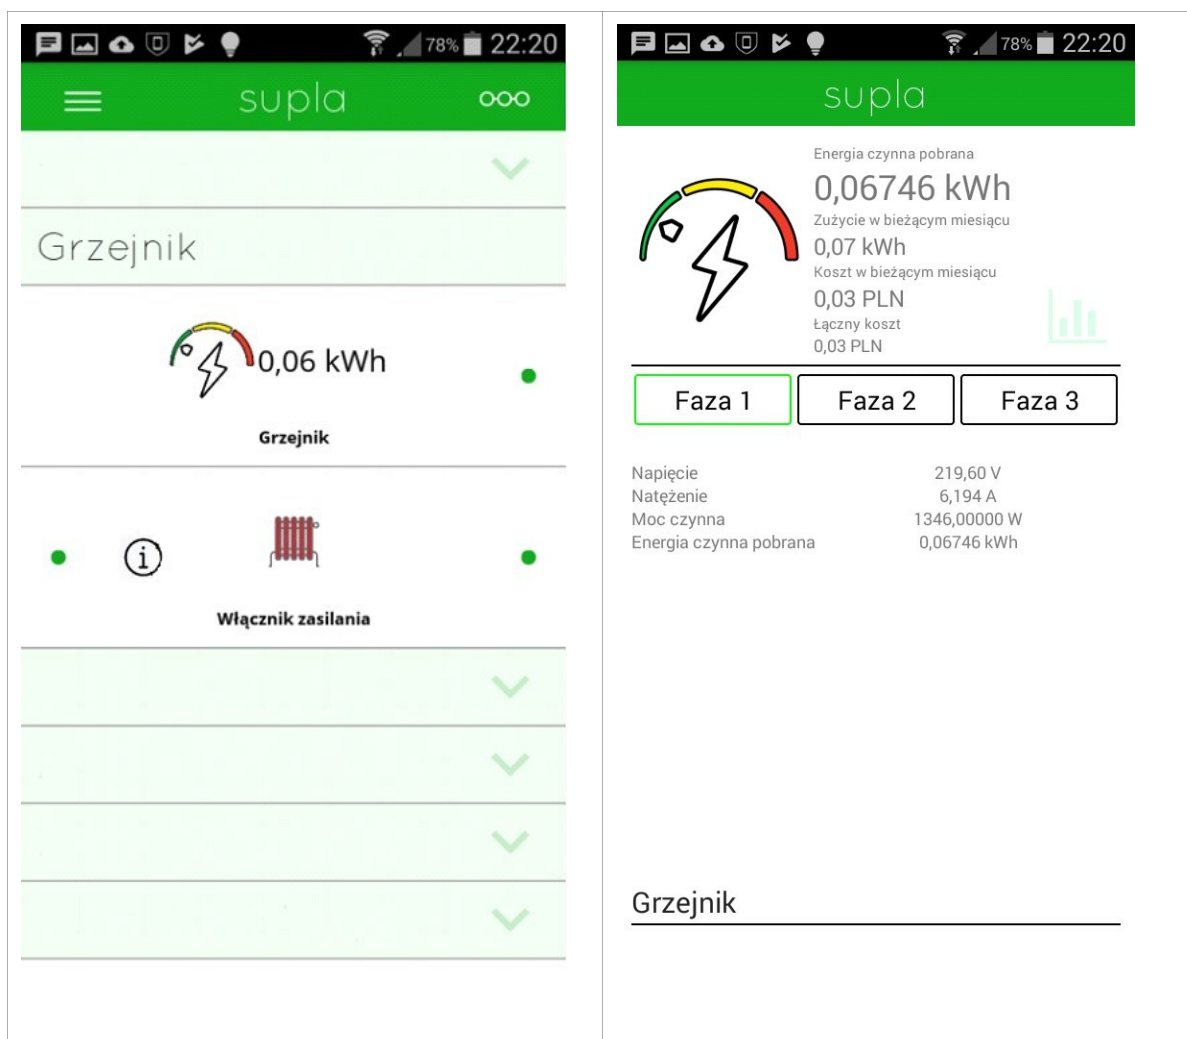 78% 22:20
supla
Grzejnik
0,06 kWh
Grzejnik
i
Włącznik zasilania
78% 22:20
supla
Energia czynna pobrana
0,06746 kWh
Zużycie w bieżącym miesiącu
0,07 kWh
Koszt w bieżącym miesiącu
0,03 PLN
Łączny koszt
0,03 PLN
Faza 1 Faza 2 Faza 3
Napięcie 219,60 V
Natężenie 6,194 A
Moc czynna 1346,00000 W
Energia czynna pobrana 0,06746 kWh
Grzejnik